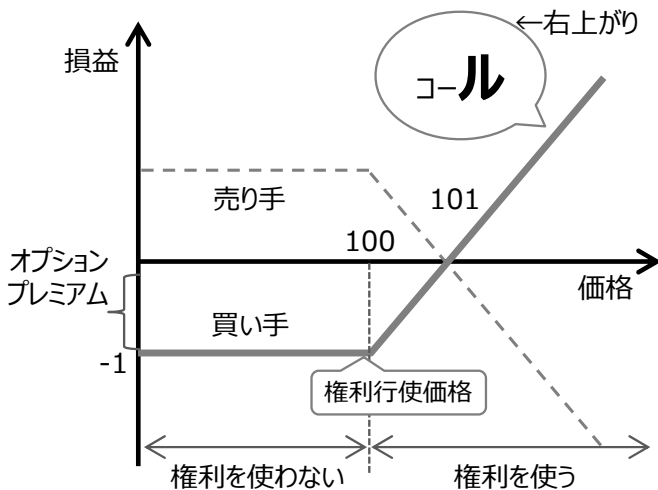 ←右上がり
損益
コール
売り手
101
100
オプション
プレミアム
価格
買い手
-1
権利行使価格
権利を使わない
権利を使う